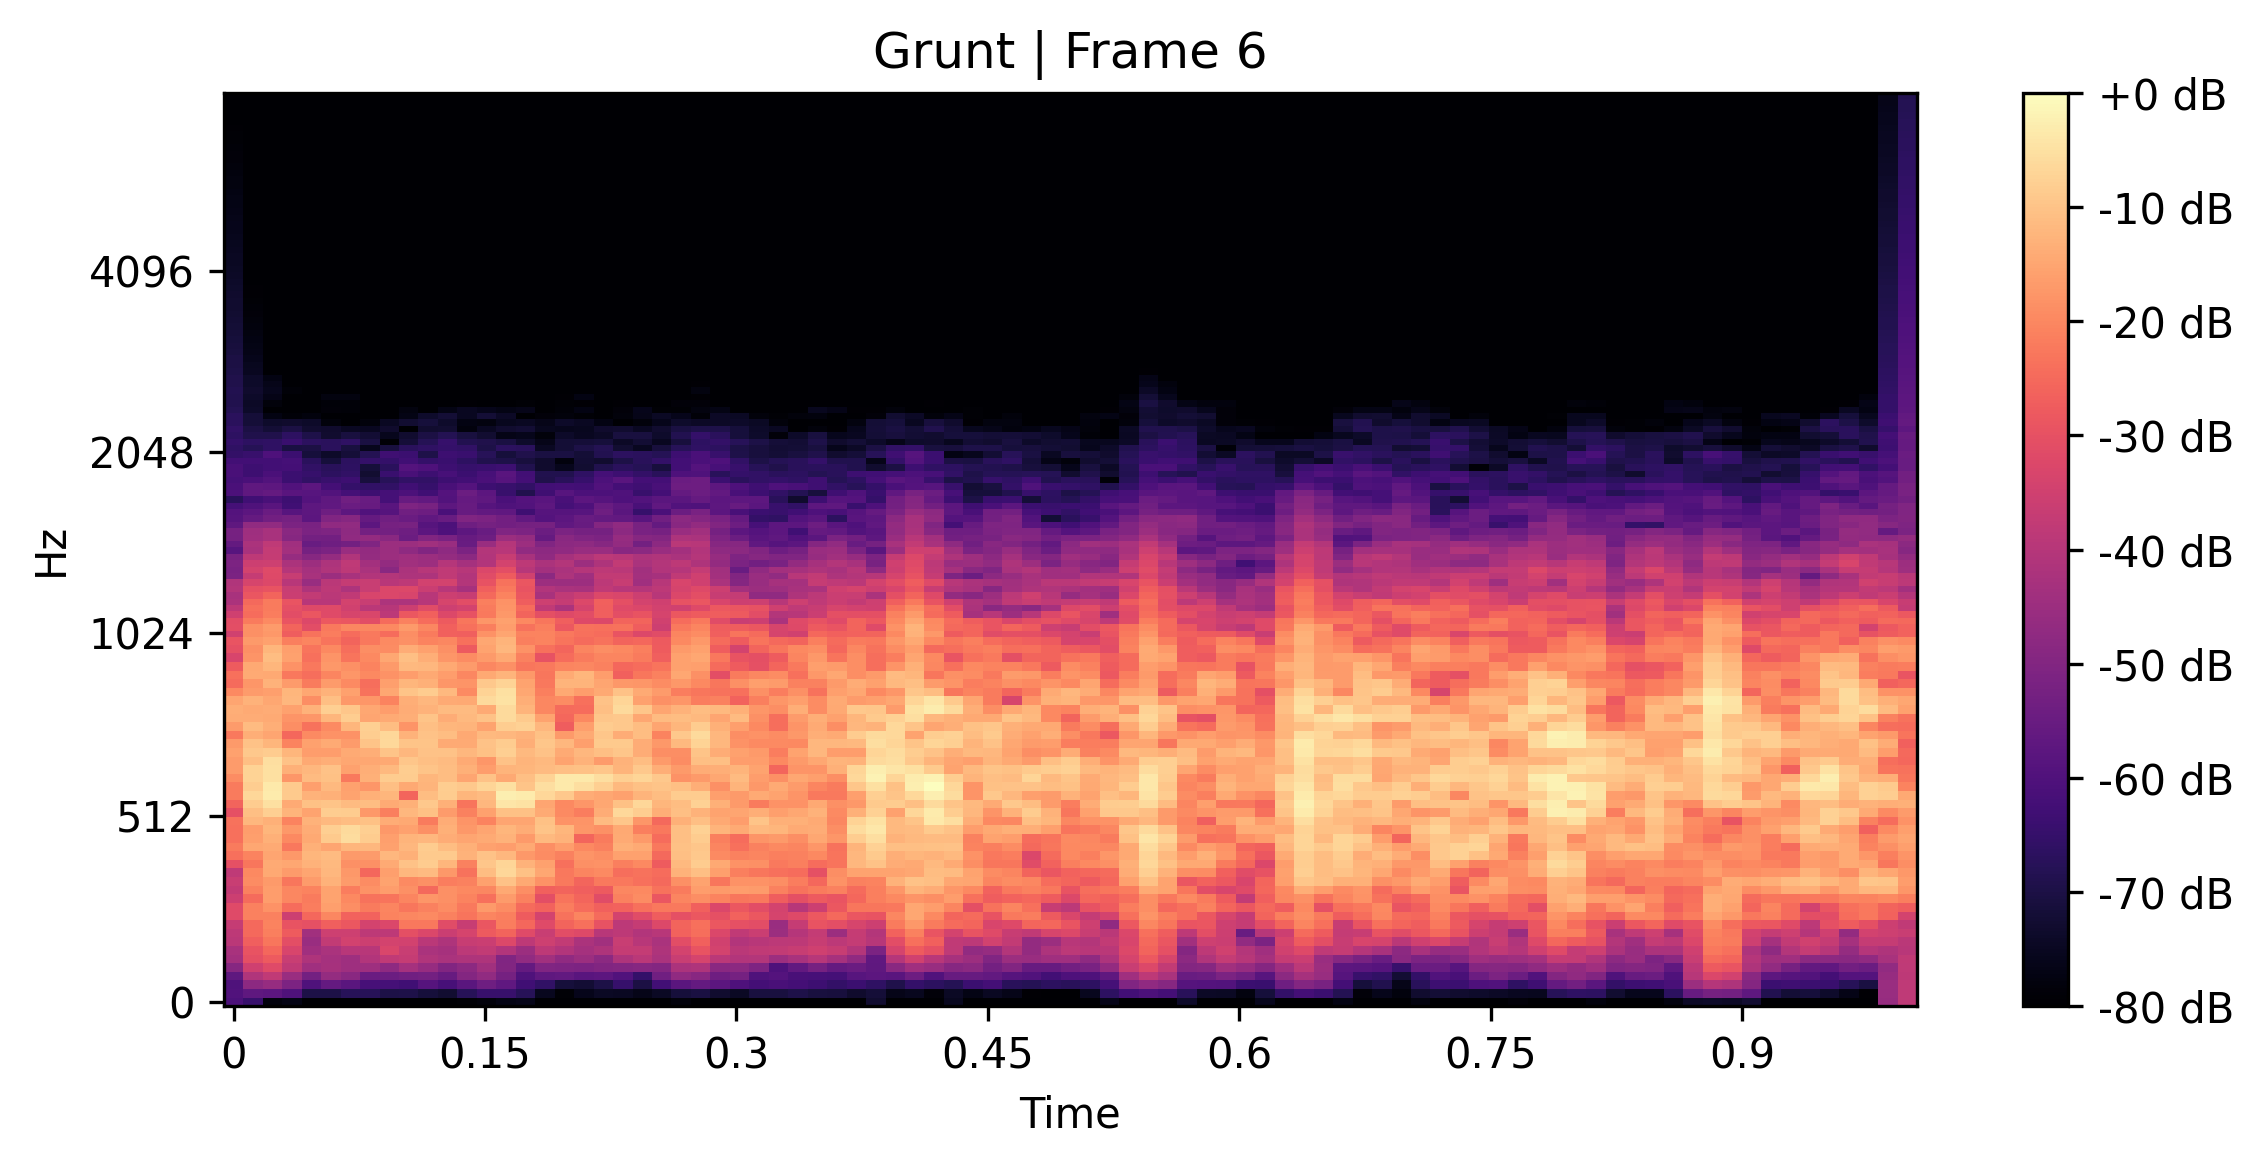 Grunt | Frame 6
Hz
4096
2048
1024
512
0
0 0.15 0.3 0.45 0.6 0.75 0.9
Time
+0 dB
-10 dB
-20 dB
-30 dB
-40 dB
-50 dB
-60 dB
-70 dB
-80 dB